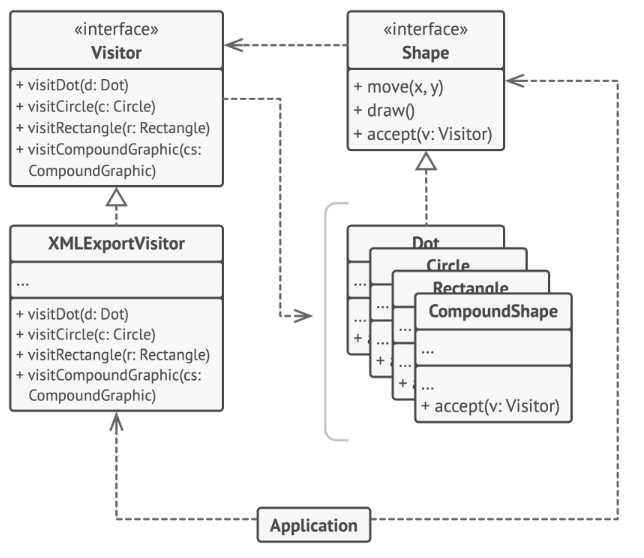 «interface»
Visitor
+ visitDot(d: Dot)
+ visitCircle(c: Circle)
+ visitRectangle(r: Rectangle)
+ visitCompoundGraphic(cs:
CompoundGraphic)
«interface»
Shape
+ move(x, y)
+ draw()
+ accept(v: Visitor)
XMLExportVisitor
...
+ visitDot(d: Dot)
+ visitCircle(c: Circle)
+ visitRectangle(r: Rectangle)
+ visitCompoundGraphic(cs:
CompoundGraphic)
Dot
...
...
+ a
Circle
...
...
+ a
Rectangle
...
...
+ a
CompoundShape
...
...
+ accept(v: Visitor)
Application